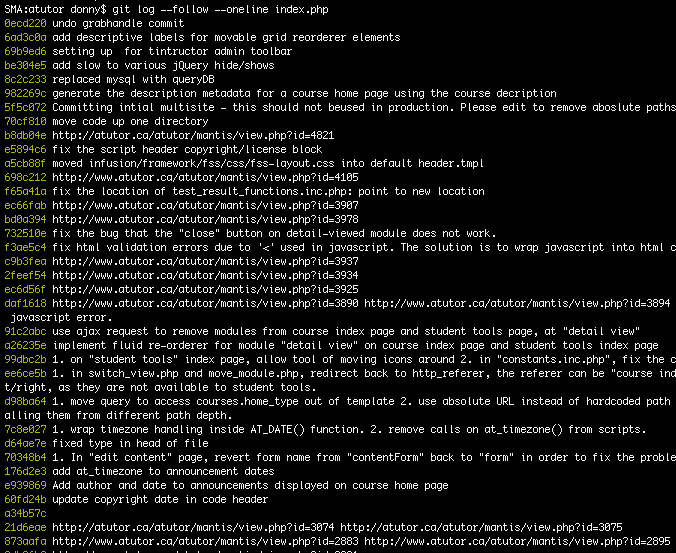 SMA:atutor donny$ git log --follow --oneline index.php
0ecd220 undo grabhandle commit
6ad3c0a add descriptive labels for movable grid reorderer elements
69b9ed6 setting up  for tintructor admin toolbar
be304e5 add slow to various jQuery hide/shows
8c2c233 replaced mysql with queryDB
982269c generate the description metadata for a course home page using the course decription
5f5c072 Committing intial multisite - this should not beused in production. Please edit to remove aboslute paths
70cf810 move code up one directory
b8db04e http://atutor.ca/atutor/mantis/view.php?id=4821
e5894c6 fix the script header copyright/license block
a5cb88f moved infusion/framework/fss/css/fss-layout.css into default header.tmpl
698c212 http://www.atutor.ca/atutor/mantis/view.php?id=4105
f65a41a fix the location of test_result_functions.inc.php: point to new location
ec66fab http://www.atutor.ca/atutor/mantis/view.php?id=3907
bd0a394 http://www.atutor.ca/atutor/mantis/view.php?id=3978
732510e fix the bug that the "close" button on detail-viewed module does not work.
f3ae5c4 fix html validation errors due to '<' used in javascript. The solution is to wrap javascript into html c
c9b3fea http://www.atutor.ca/atutor/mantis/view.php?id=3937
2feef54 http://www.atutor.ca/atutor/mantis/view.php?id=3934
ec6d56f http://www.atutor.ca/atutor/mantis/view.php?id=3925
daf1618 http://www.atutor.ca/atutor/mantis/view.php?id=3890 http://www.atutor.ca/atutor/mantis/view.php?id=3894
javascript error.
91c2abc use ajax request to remove modules from course index page and student tools page, at "detail view"
a26235e implement fluid re-orderer for module "detail view" on course index page and student tools index page
99dbc2b 1. on "student tools" index page, allow tool of moving icons around 2. in "constants.inc.php", fix the c
ee6ce5b 1. in switch_view.php and move_module.php, redirect back to http_referer, the referer can be "course ind
t/right, as they are not available to student tools.
d98ba64 1. move query to access courses.home_type out of template 2. use absolute URL instead of hardcoded path
alling them from different path depth.
7c8e027 1. wrap timezone handling inside AT_DATE() function. 2. remove calls on at_timezone() from scripts.
d64ae7e fixed type in head of file
70348b4 1. In "edit content" page, revert form name from "contentForm" back to "form" in order to fix the proble
176d2e3 add at_timezone to announcement dates
e939869 Add author and date to announcements displayed on course home page
60fd24b update copyright date in code header
a34b57c
21d6eae http://atutor.ca/atutor/mantis/view.php?id=3074 http://atutor.ca/atutor/mantis/view.php?id=3075
873aafa http://www.atutor.ca/atutor/mantis/view.php?id=2883 http://www.atutor.ca/atutor/mantis/view.php?id=2895